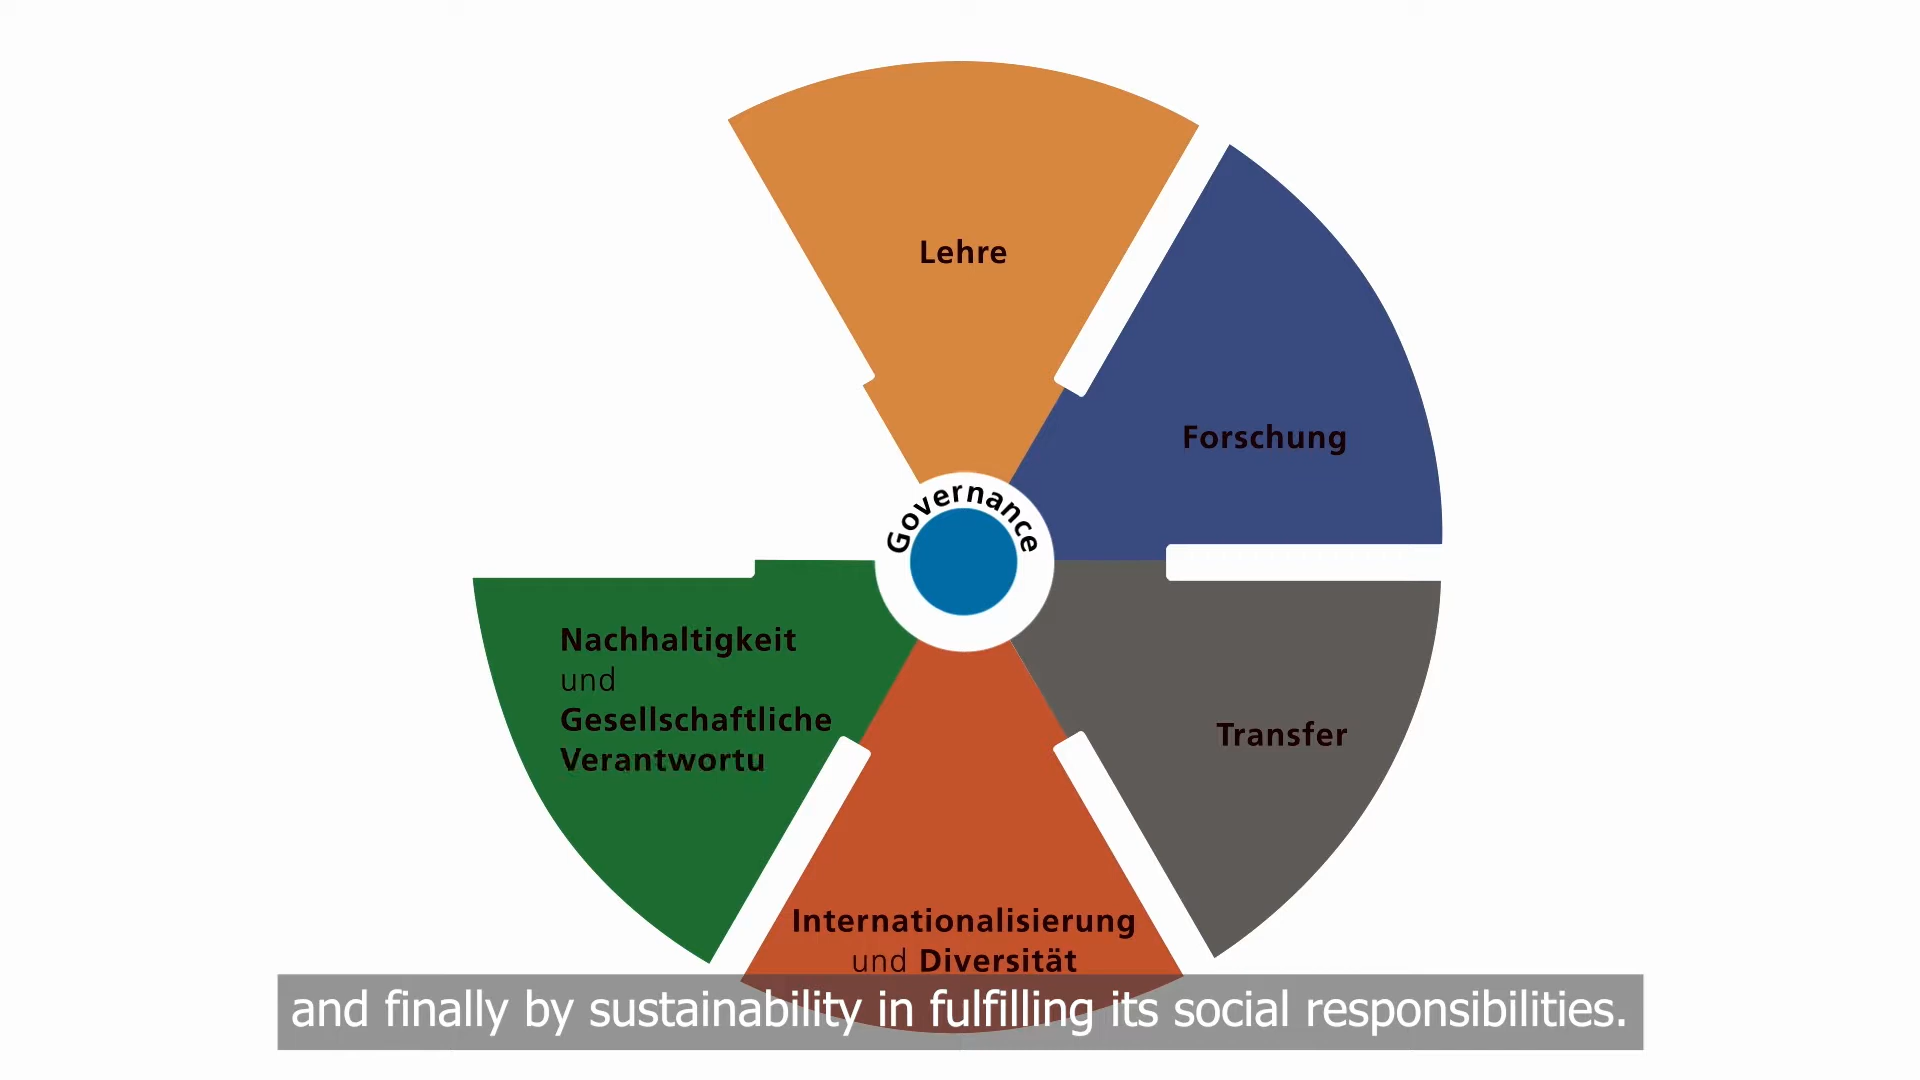 Lehre
Forschung
Governance
Nachhaltigkeit
und
Gesellschaftliche
Verantwortu
Transfer
Internationalisierung
und Diversität
and finally by sustainability in fulfilling its social responsibilities.